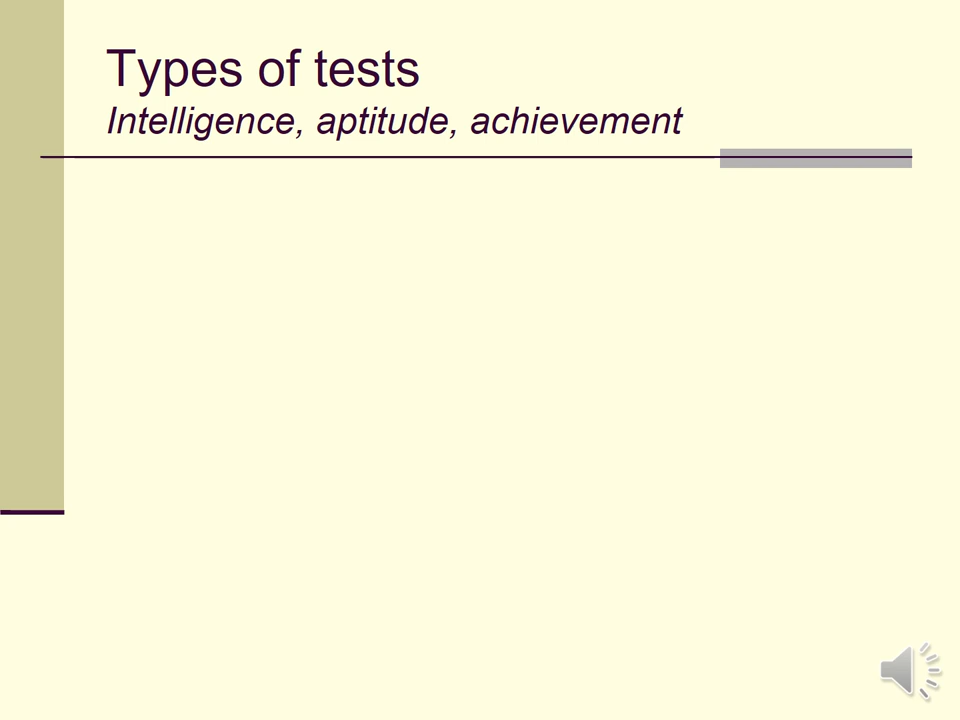 Types of tests
Intelligence, aptitude, achievement